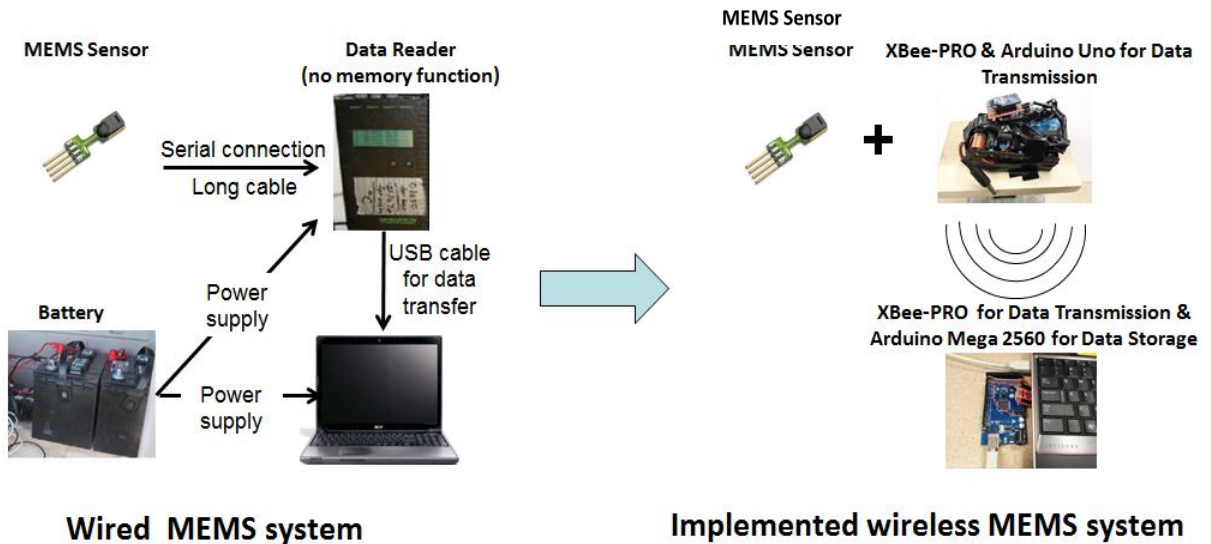 MEMS Sensor
Data Reader
(no memory function)
Serial connection
Long cable
USB cable
for data
transfer
Power
supply
Battery
Power
supply
Wired MEMS system
MEMS Sensor
MEMS Sensor
XBee-PRO & Arduino Uno for Data
Transmission
+
XBee-PRO for Data Transmission &
Arduino Mega 2560 for Data Storage
Implemented wireless MEMS system
acer